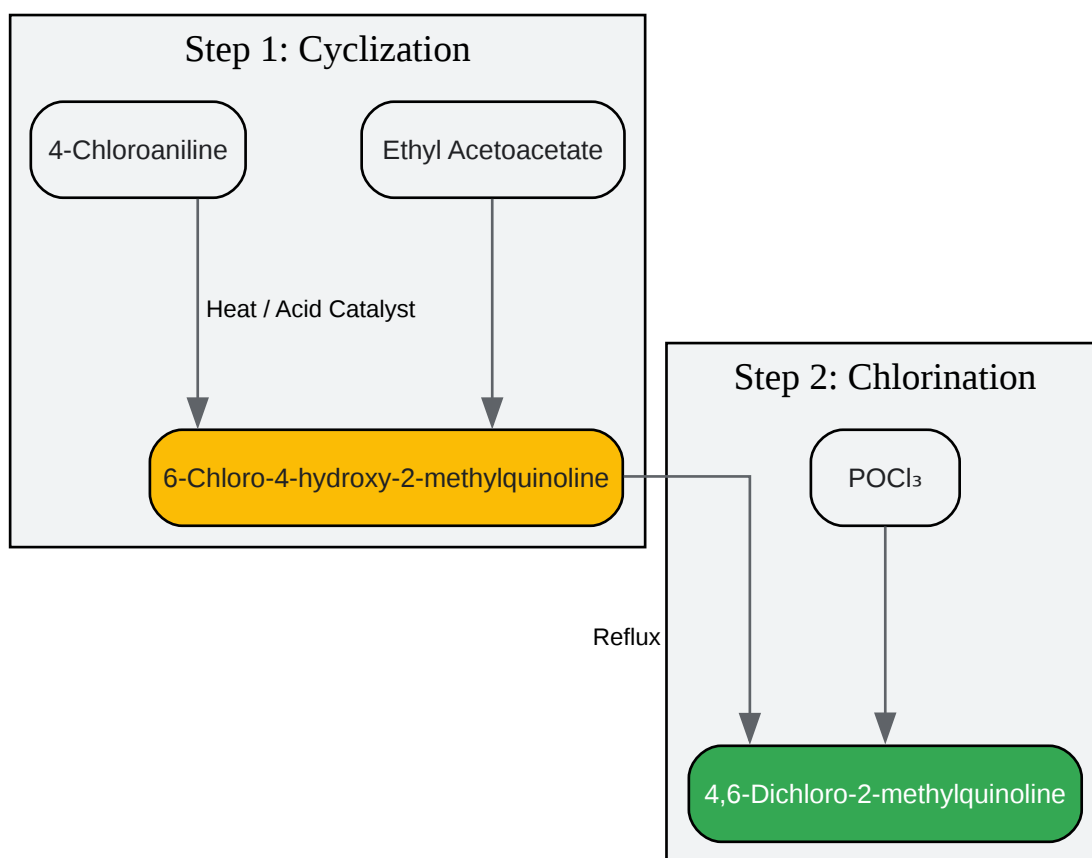 Step 1: Cyclization
4-Chloroaniline
Ethyl Acetoacetate
Heat / Acid Catalyst
6-Chloro-4-hydroxy-2-methylquinoline
Step 2: Chlorination
POCl₃
Reflux
4,6-Dichloro-2-methylquinoline